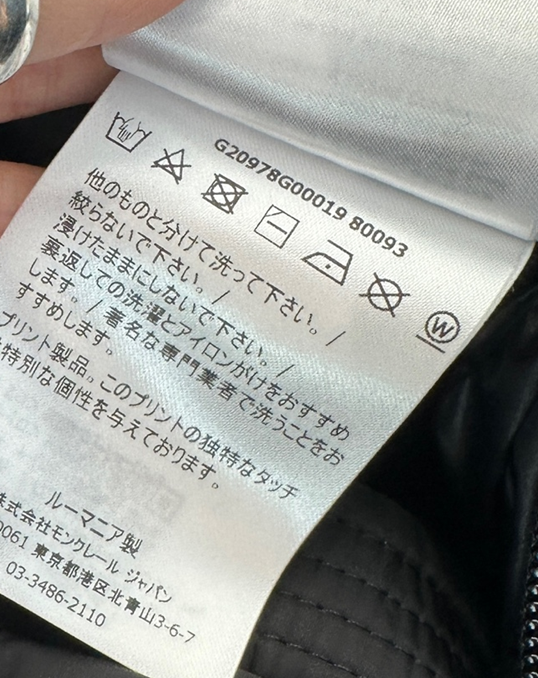 G20978G00019 80093
W
他のものと分けて洗って下さい。/
絞らないで下さい。/
浸けたままにしないで下さい。/
裏返しての洗濯とアイロンがけをおすすめ
します。/ 著名な専門業者で洗うことをお
すすめします。
プリント製品。このプリントの独特なタッチ
特別な個性を与えております。
ルーマニア製
株式会社モンクレール ジャパン
0061 東京都港区北青山3-6-7
03-3486-2110